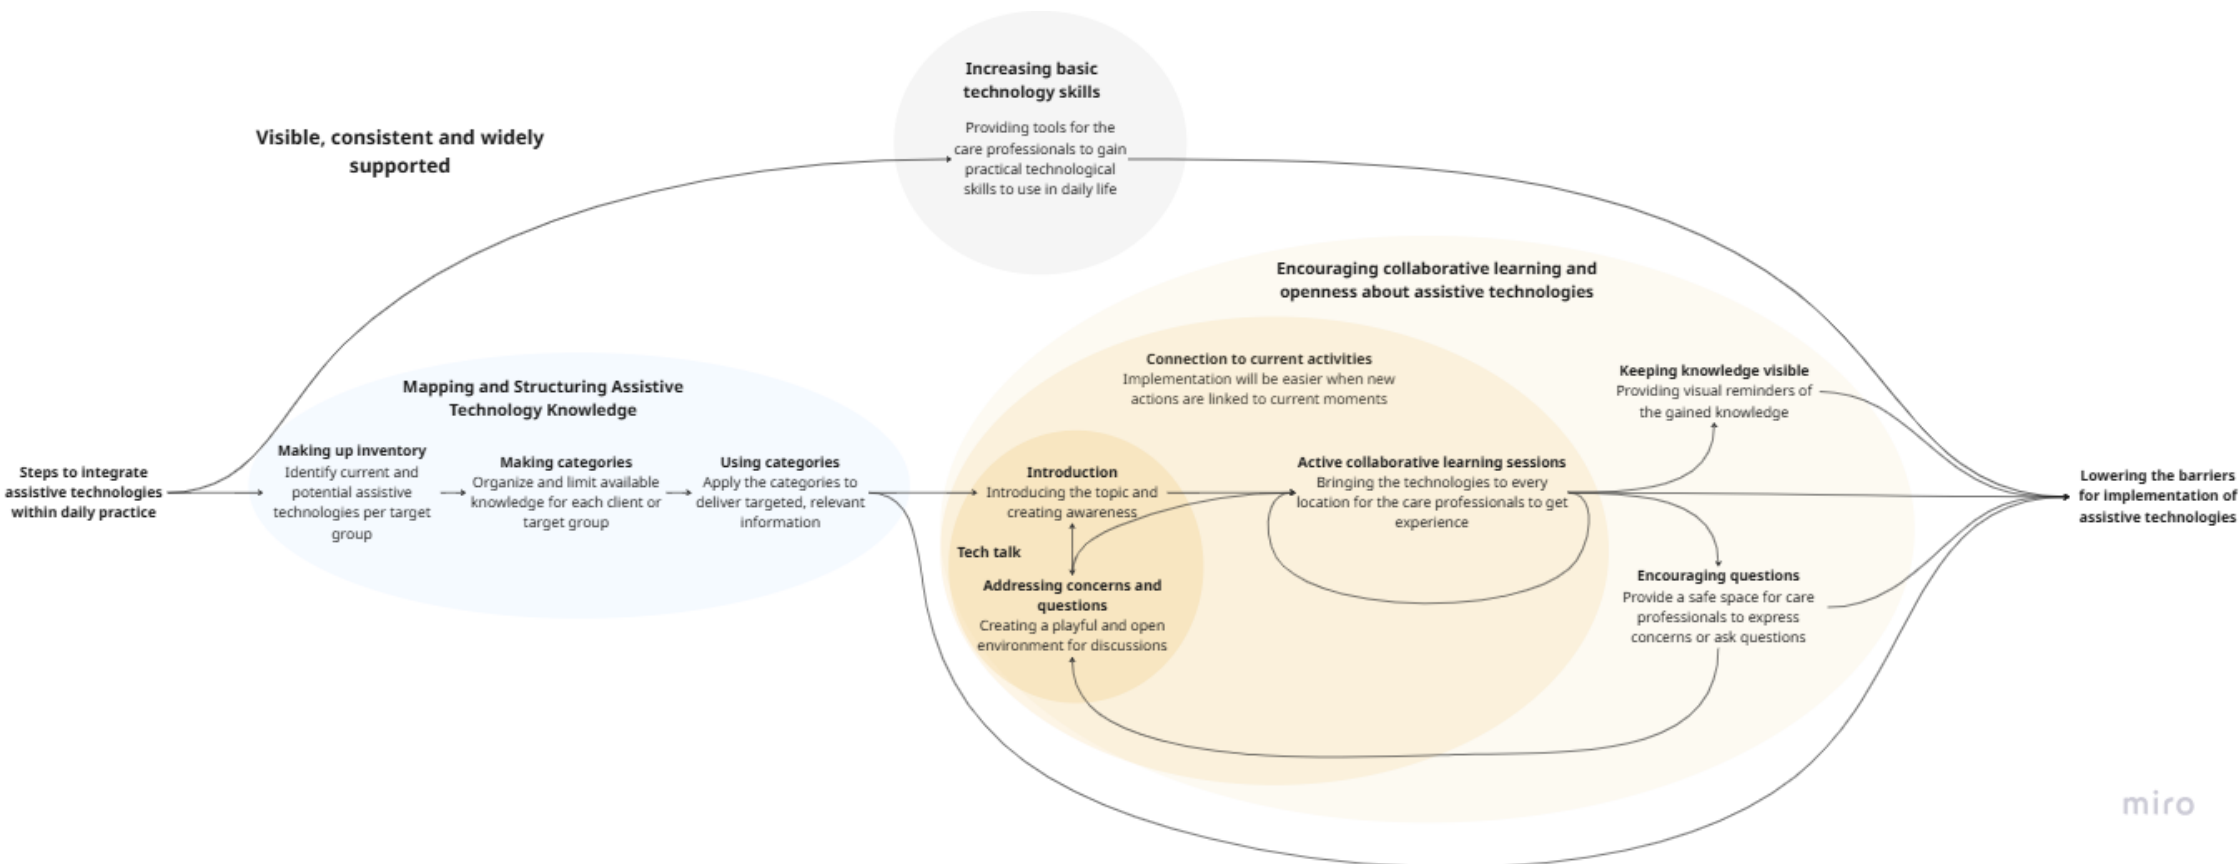 Increasing basic
technology skills
Providing tools for the
care professionals to gain
practical technological
skills to use in daily life
Visible, consistent and widely
supported
Encouraging collaborative learning and
openness about assistive technologies
Mapping and Structuring Assistive
Technology Knowledge
Steps to integrate
assistive technologies
within daily practice
Making up inventory
Identify current and
potential assistive
technologies per target
group
Making categories
Organize and limit available
knowledge for each client or
target group
Using categories
Apply the categories to
deliver targeted, relevant
information
Connection to current activities
Implementation will be easier when new
actions are linked to current moments
Introduction
Introducing the topic and
creating awareness
Tech talk
Addressing concerns and
questions
Creating a playful and open
environment for discussions
Active collaborative learning sessions
Bringing the technologies to every
location for the care professionals to get
experience
Keeping knowledge visible
Providing visual reminders of
the gained knowledge
Encouraging questions
Provide a safe space for care
professionals to express
concerns or ask questions
Lowering the barriers
for implementation of
assistive technologies
miro